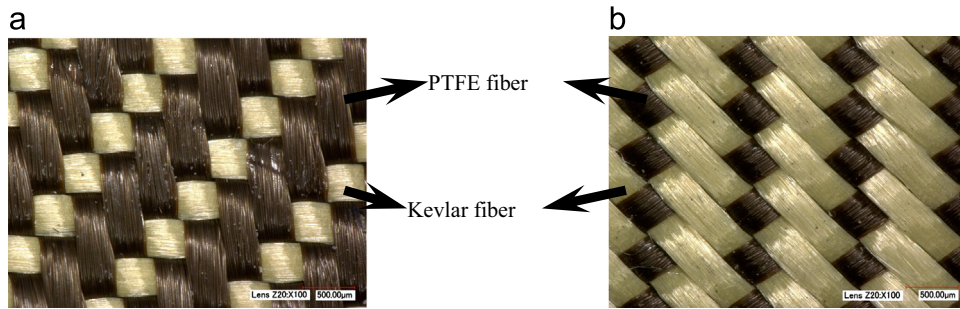 a
b
PTFE fiber
Kevlar fiber
Lens Z20:X100 500.00μm
Lens Z20:X100 500.00μm